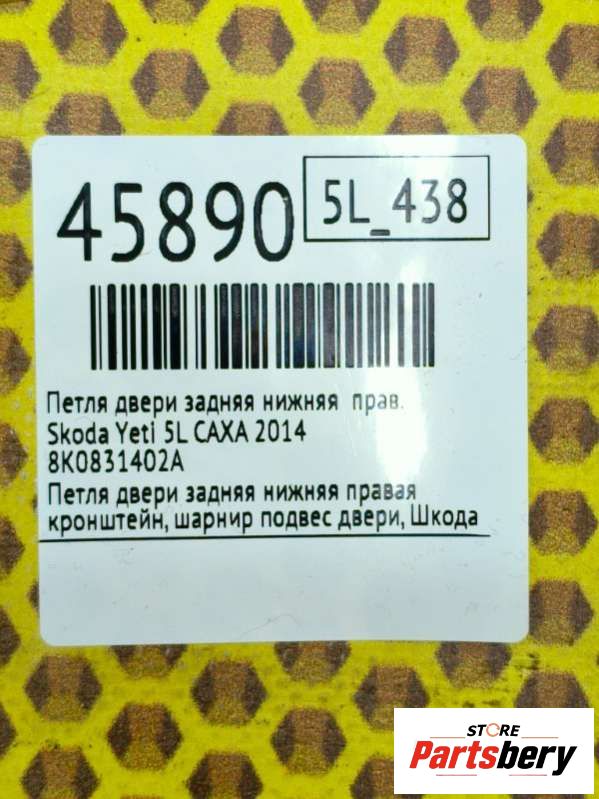 45890
5L_438
Петля двери задняя нижняя прав.
Skoda Yeti 5L CAXA 2014
8K0831402A
Петля двери задняя нижняя правая
кронштейн, шарнир подвес двери, Шкода
STORE
Partsbery